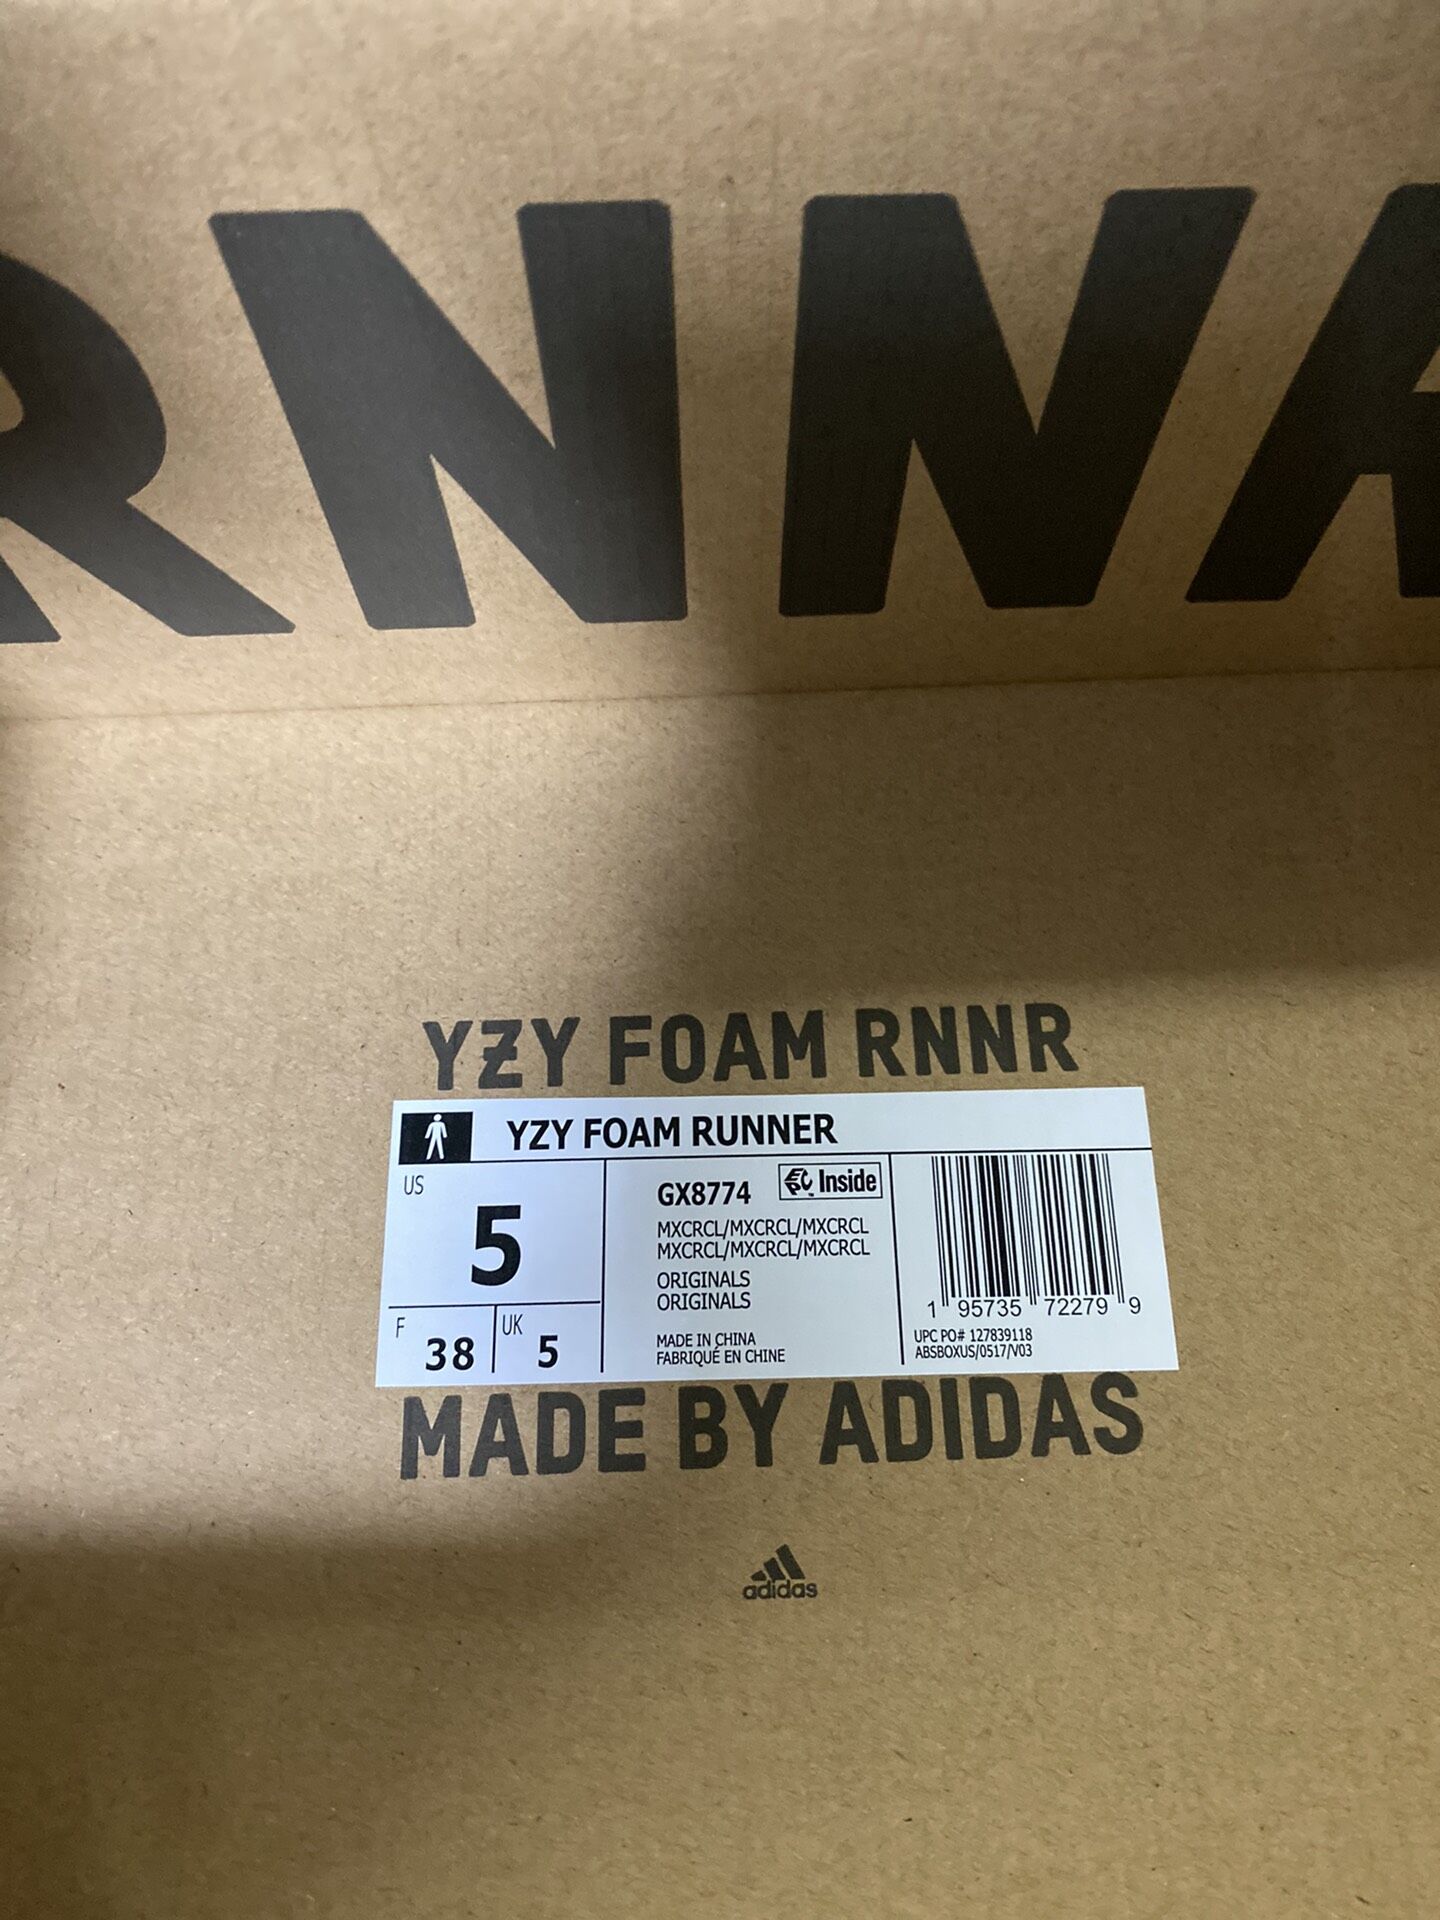 RNNR
YZY FOAM RNNR
YZY FOAM RUNNER
US
5
F 38
UK 5
GX8774
EPC Inside
MXCRCL/MXCRCL/MXCRCL
MXCRCL/MXCRCL/MXCRCL
ORIGINALS
ORIGINALS
MADE IN CHINA
FABRIQUÉ EN CHINE
1 95735 72279 9
UPC PO# 127839118
ABSBOXUS/0517/V03
MADE BY ADIDAS
adidas